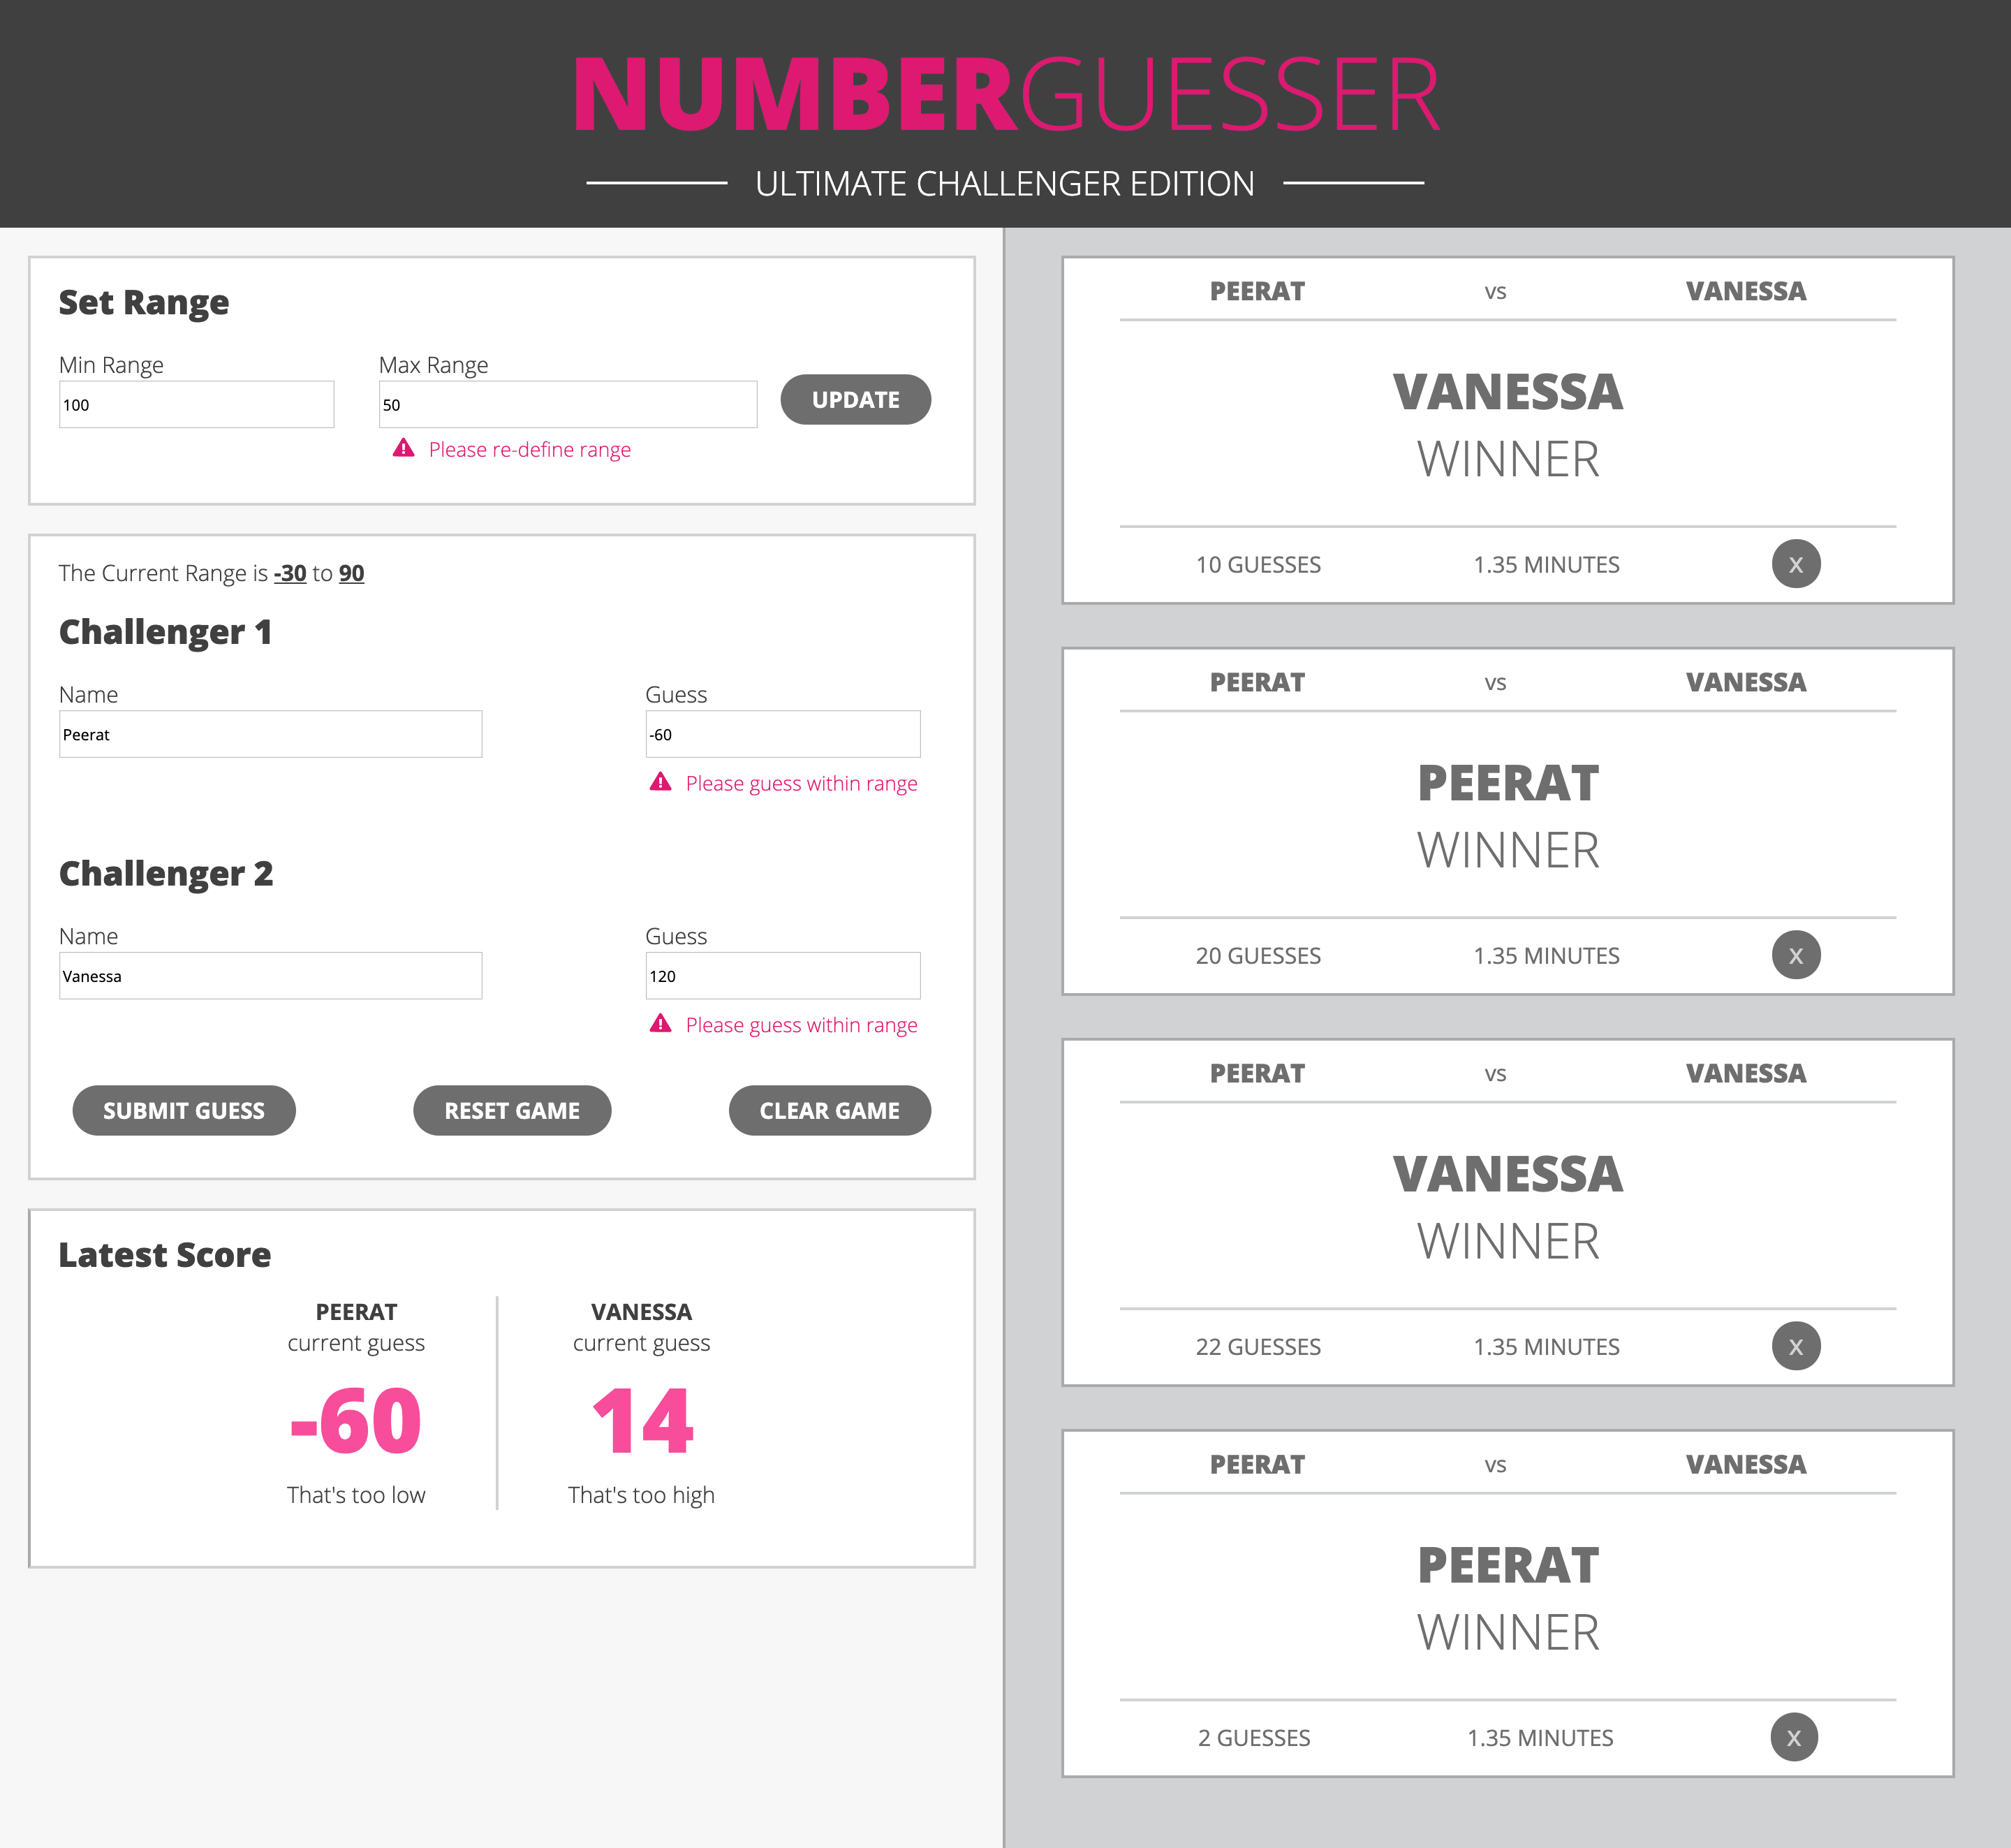 NUMBERGUESSER
ULTIMATE CHALLENGER EDITION
Set Range
Min Range Max Range
100 50 UPDATE
Please re-define range
The Current Range is -30 to 90
Challenger 1
Name Guess
Peerat -60
Please guess within range
Challenger 2
Name Guess
Vanessa 120
Please guess within range
SUBMIT GUESS RESET GAME CLEAR GAME
Latest Score
PEERAT VANESSA
current guess current guess
-60 14
That's too low That's too high
PEERAT vs VANESSA
VANESSA
WINNER
10 GUESSES 1.35 MINUTES X
PEERAT vs VANESSA
PEERAT
WINNER
20 GUESSES 1.35 MINUTES X
PEERAT vs VANESSA
VANESSA
WINNER
22 GUESSES 1.35 MINUTES X
PEERAT vs VANESSA
PEERAT
WINNER
2 GUESSES 1.35 MINUTES X